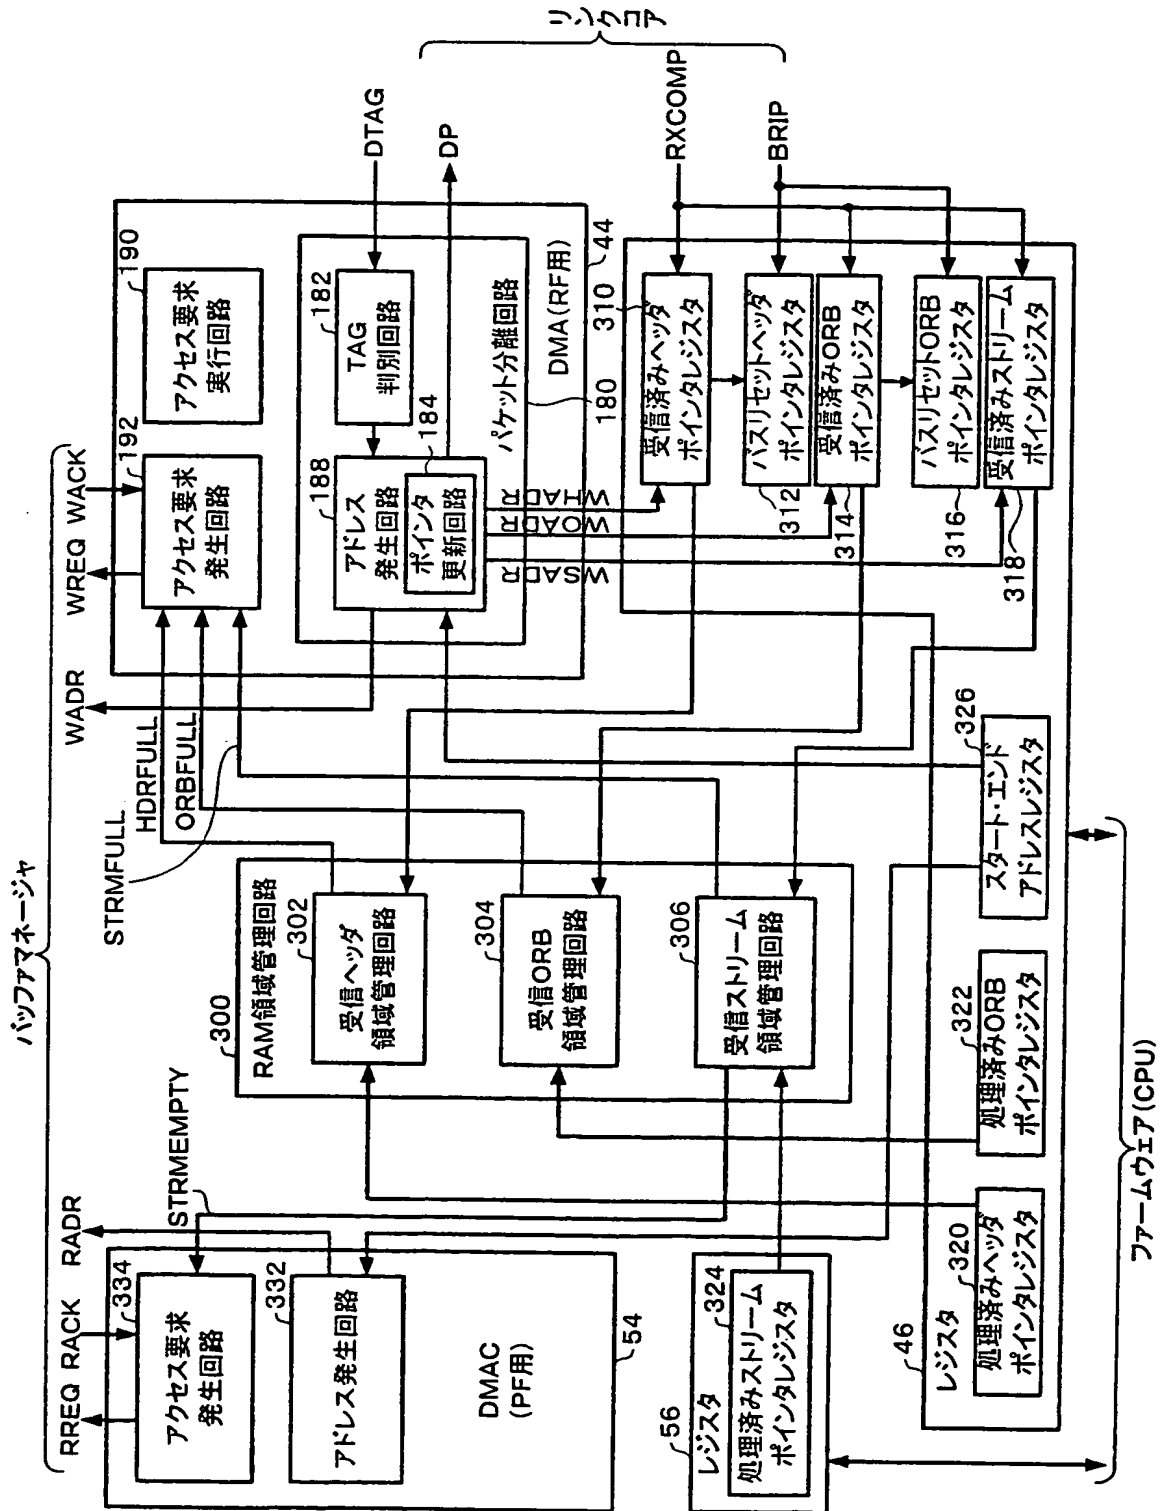 バッファマネージャ
RREQ RACK
RADR
WADR
WREQ WACK
334
アクセス要求
発生回路
332
アドレス発生回路
DMAC
(PF用)
54
STRMEMPTY
STRMFULL
HDRFULL
ORBFULL
300
RAM領域管理回路
302
受信ヘッダ
領域管理回路
304
受信ORB
領域管理回路
306
受信ストリーム
領域管理回路
192
アクセス要求
発生回路
190
アクセス要求
実行回路
188
アドレス
発生回路
184
ポインタ
更新回路
182
TAG
判別回路
パケット分離回路
180
DMA(RF用)
44
DTAG
DP
リンクコア
RXCOMP
BRIP
WHADR
WOADR
WSADR
310
受信済みヘッダ
ポインタレジスタ
バスリセットヘッダ
ポインタレジスタ
312
受信済みORB
ポインタレジスタ
314
バスリセットORB
ポインタレジスタ
316
受信済みストリーム
ポインタレジスタ
318
326
スタート・エンド
アドレスレジスタ
322
処理済みORB
ポインタレジスタ
320
処理済みヘッダ
ポインタレジスタ
レジスタ
46
56
レジスタ
324
処理済みストリーム
ポインタレジスタ
ファームウェア(CPU)